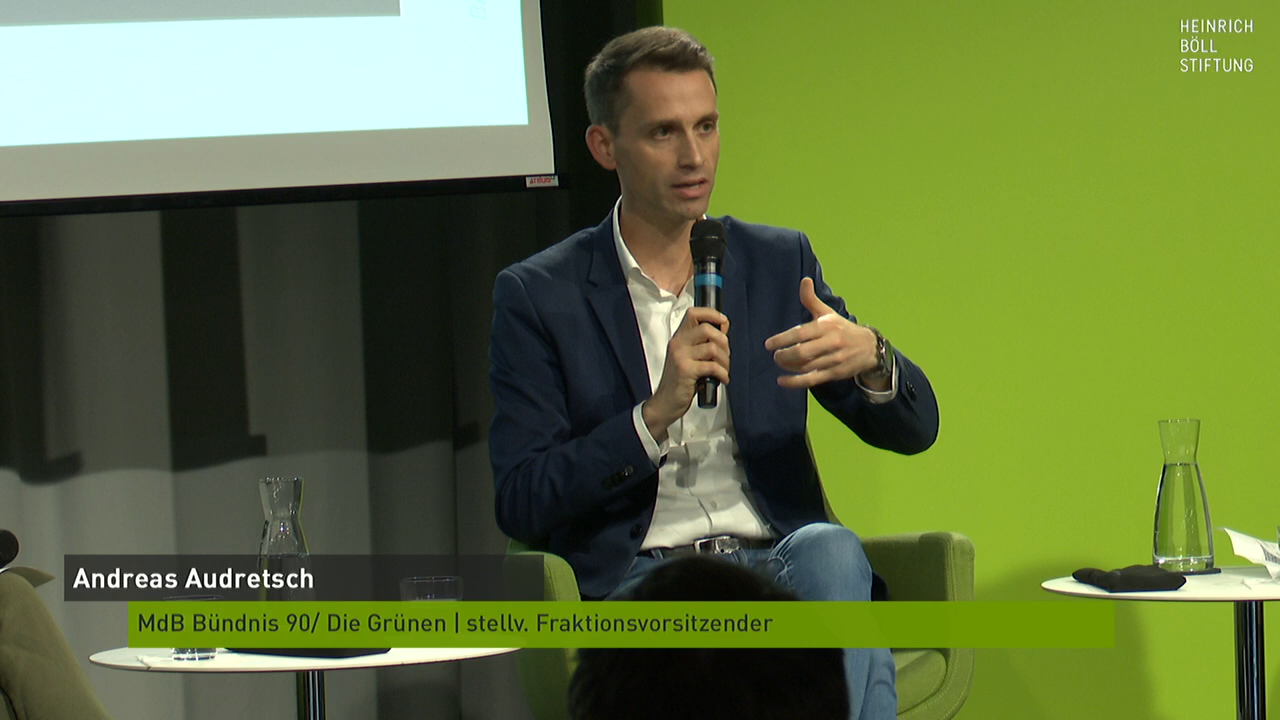 HEINRICH
BÖLL
STIFTUNG
Andreas Audretsch
MdB Bündnis 90/ Die Grünen | stellv. Fraktionsvorsitzender